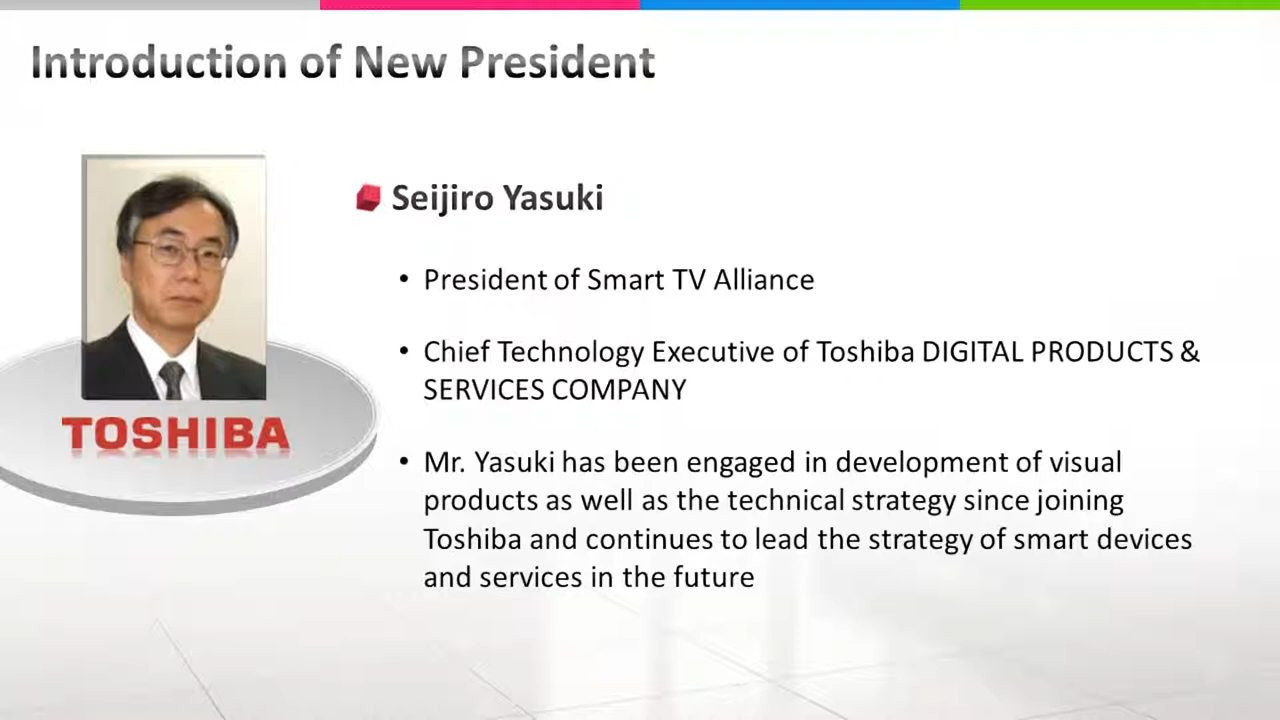 Introduction of New President
Seijiro Yasuki
• President of Smart TV Alliance
• Chief Technology Executive of Toshiba DIGITAL PRODUCTS &
SERVICES COMPANY
TOSHIBA
• Mr. Yasuki has been engaged in development of visual
products as well as the technical strategy since joining
Toshiba and continues to lead the strategy of smart devices
and services in the future